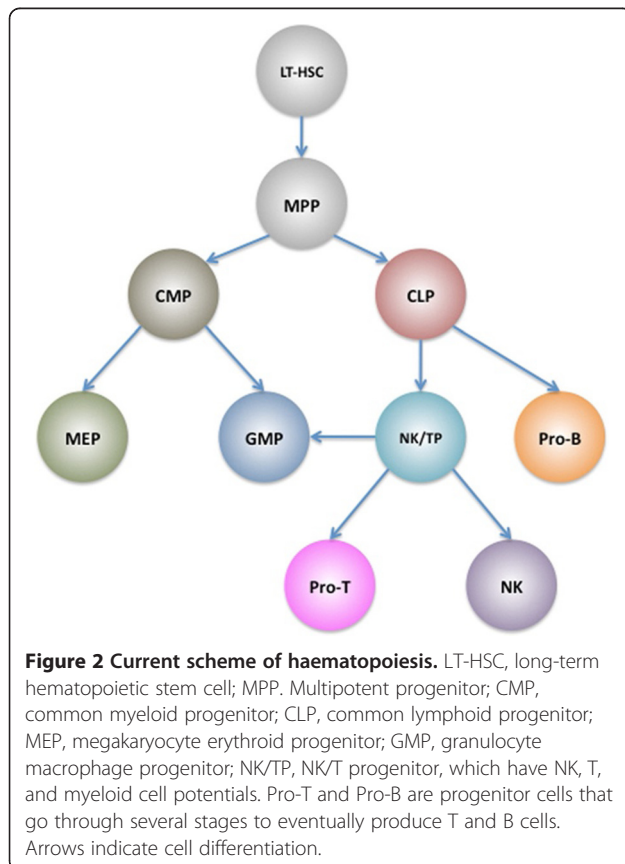 LT-HSC
MPP
CMP
CLP
MEP
GMP
NK/TP
Pro-B
Pro-T
NK
Figure 2 Current scheme of haematopoiesis. LT-HSC, long-term
hematopoietic stem cell; MPP. Multipotent progenitor; CMP,
common myeloid progenitor; CLP, common lymphoid progenitor;
MEP, megakaryocyte erythroid progenitor; GMP, granulocyte
macrophage progenitor; NK/TP, NK/T progenitor, which have NK, T,
and myeloid cell potentials. Pro-T and Pro-B are progenitor cells that
go through several stages to eventually produce T and B cells.
Arrows indicate cell differentiation.